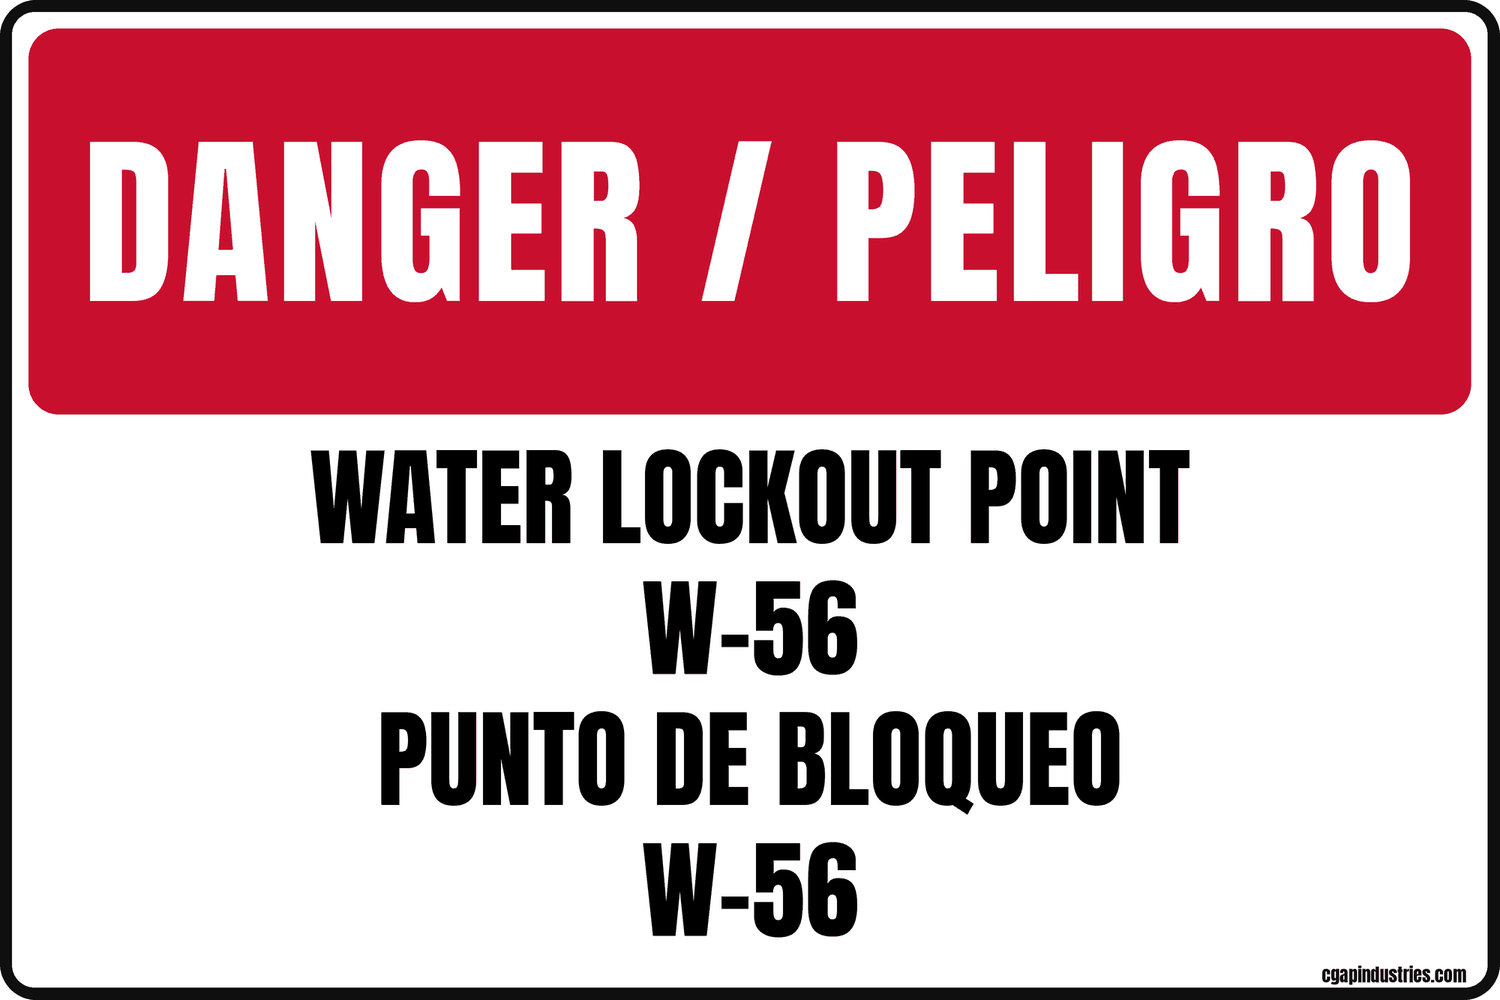 DANGER / PELIGRO
WATER LOCKOUT POINT
W-56
PUNTO DE BLOQUEO
W-56
cgapindustries.com